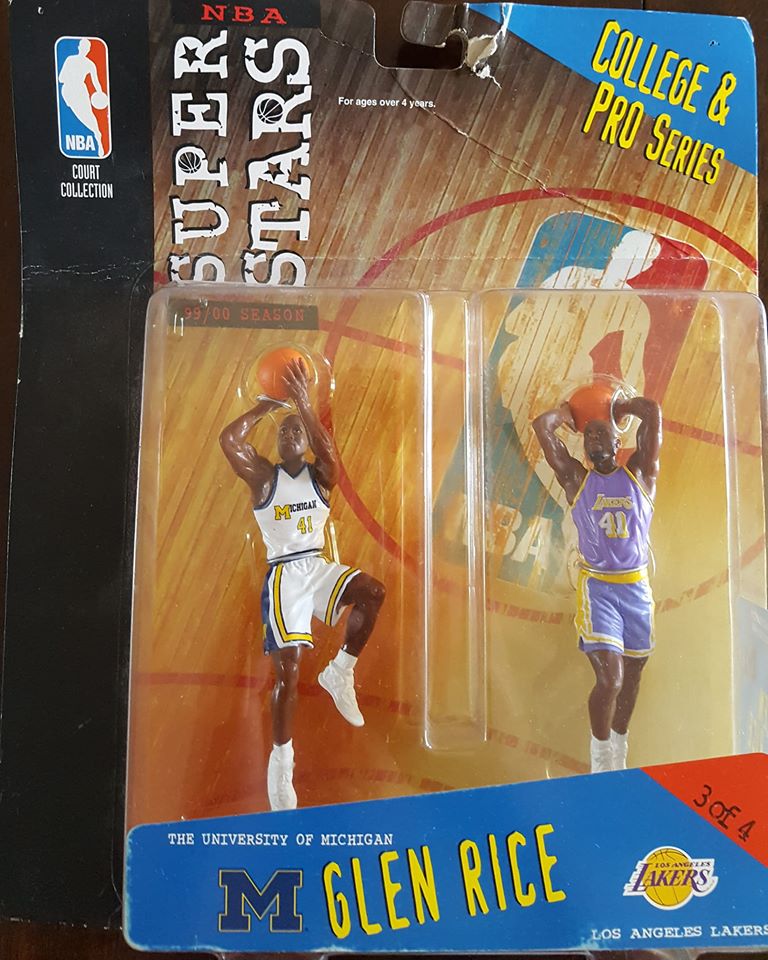 NBA
SUPER
STARS
NBA
COURT
COLLECTION
For ages over 4 years.
COLLEGE &
PRO SERIES
99/00 SEASON
NBA
MICHIGAN
41
LAKERS
41
3 of 4
THE UNIVERSITY OF MICHIGAN
M
GLEN RICE
LOS ANGELES
LAKERS
LOS ANGELES LAKERS